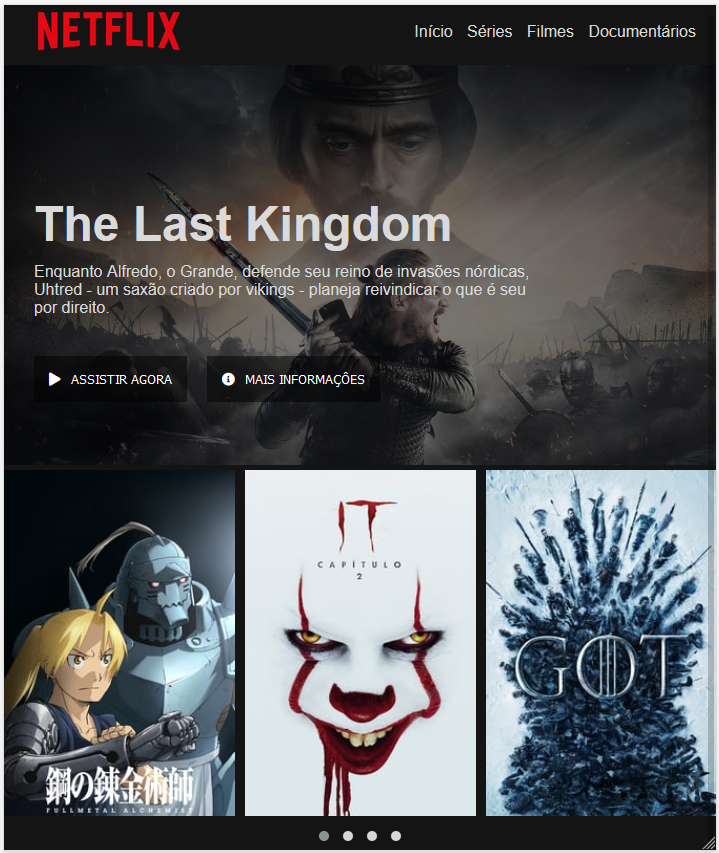 NETFLIX
Início Séries Filmes Documentários
The Last Kingdom
Enquanto Alfredo, o Grande, defende seu reino de invasões nórdicas,
Uhtred - um saxão criado por vikings - planeja reivindicar o que é seu
por direito.
ASSISTIR AGORA MAIS INFORMAÇÔES
IT
CAPÍTULO
2
GOT
鋼の錬金術師
FULLMETAL ALCHEMIST